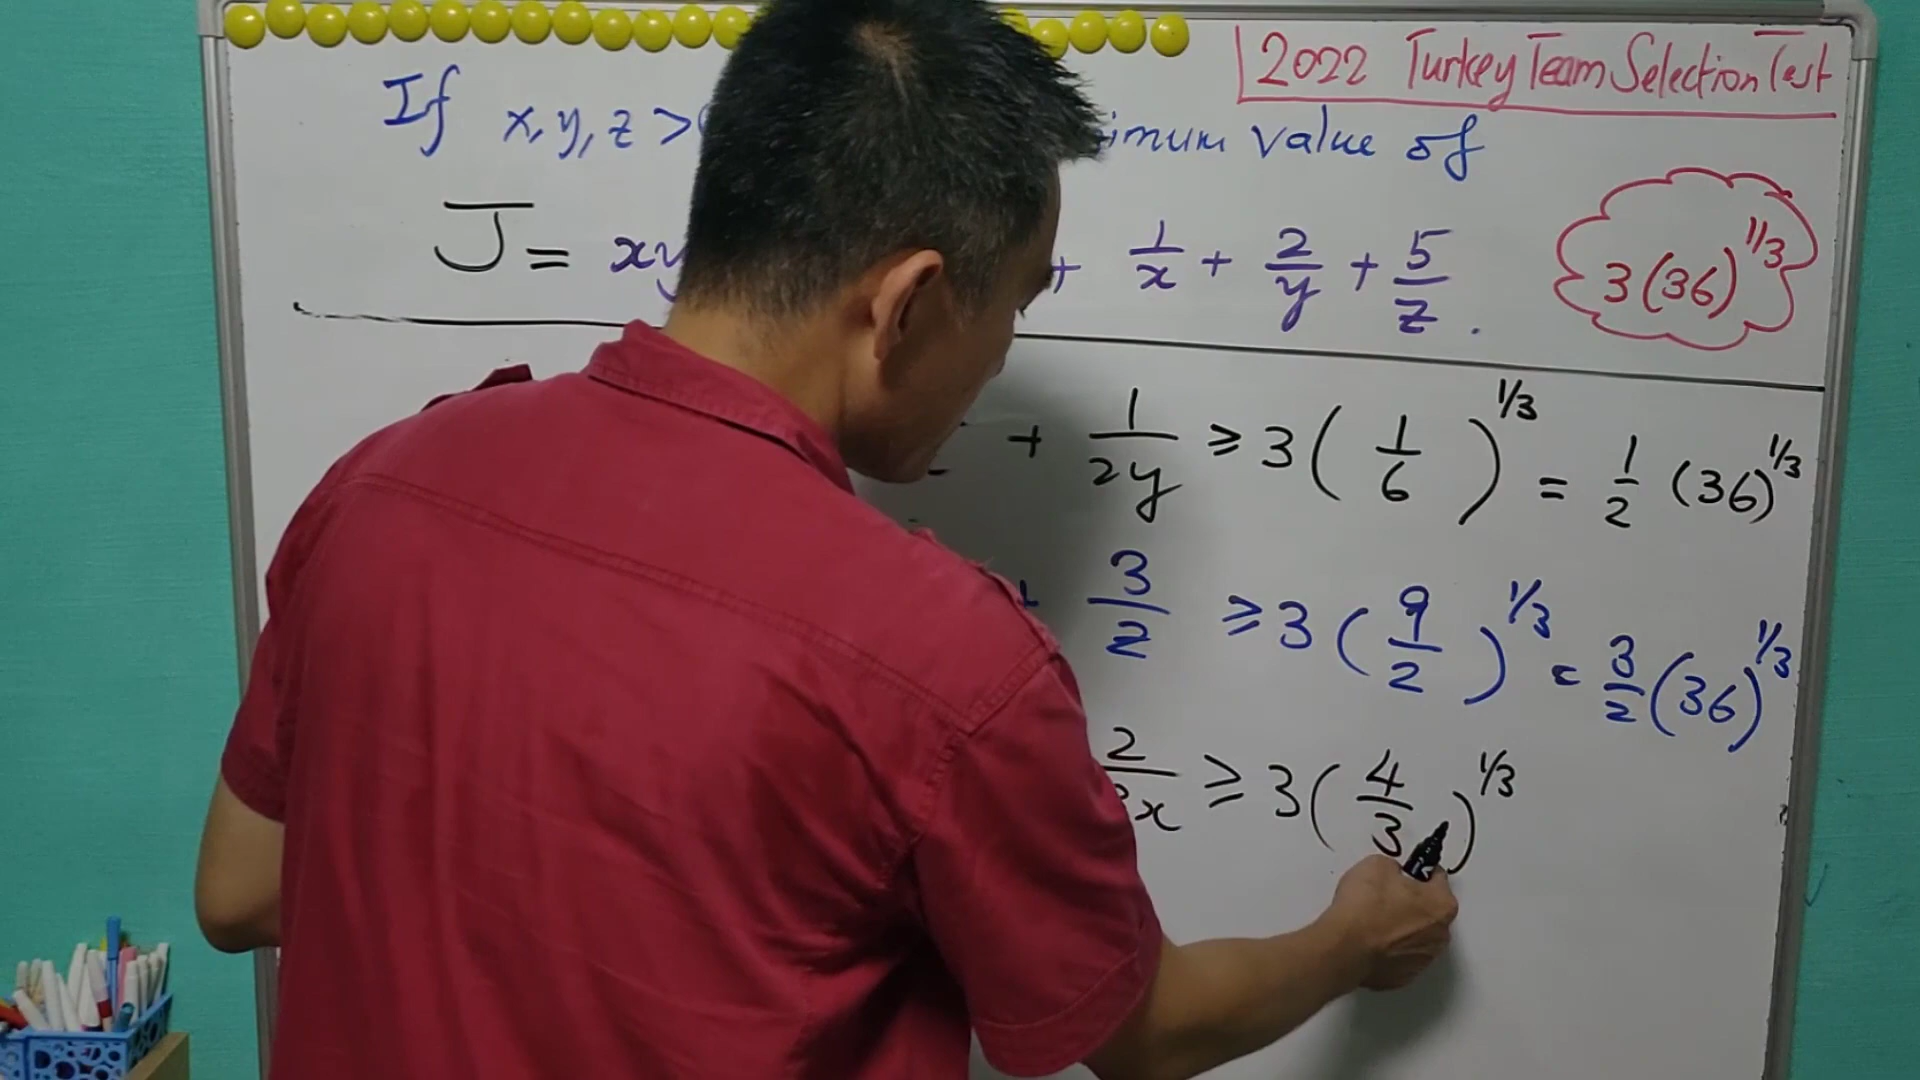 2022 Turkey Team Selection Test
If x, y, z > imum value of
J = xy + 1/x + 2/y + 5/z .
3(36)^1/3
+ 1/2y ≥ 3(1/6)^1/3 = 1/2 (36)^1/3
+ 3/2 ≥ 3(9/2)^1/3 = 3/2 (36)^1/3
2/3x ≥ 3(4/3)^1/3